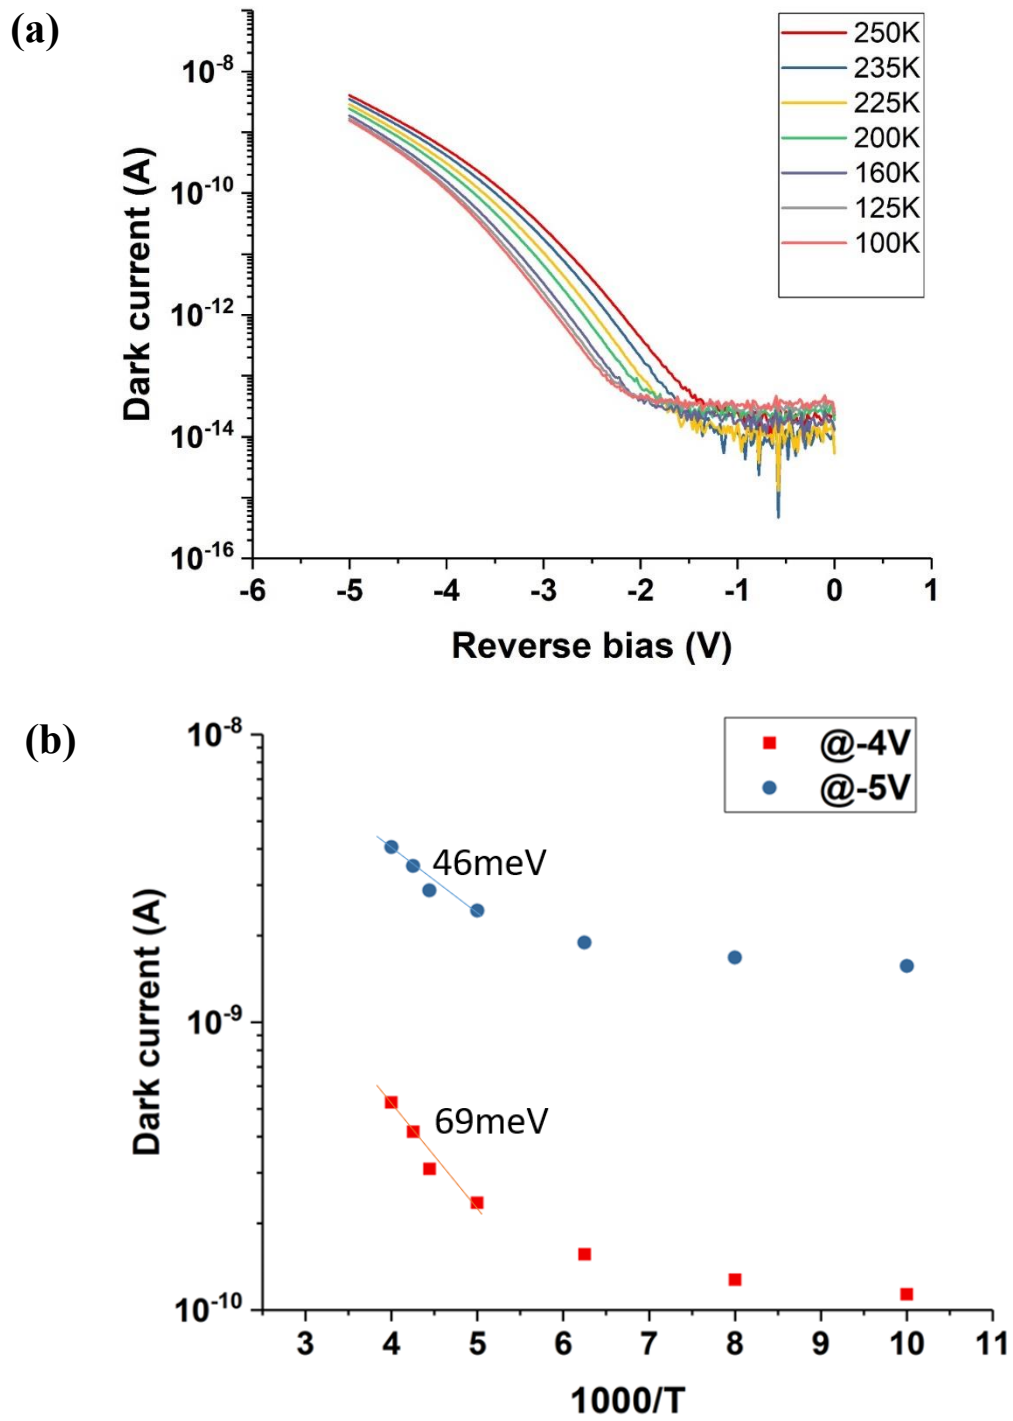 (a)
250K
235K
225K
200K
160K
125K
100K
10-8
10-10
10-12
10-14
10-16
Dark current (A)
-6 -5 -4 -3 -2 -1 0 1
Reverse bias (V)
(b)
@-4V
@-5V
10-8
10-9
10-10
Dark current (A)
46meV
69meV
3 4 5 6 7 8 9 10 11
1000/T